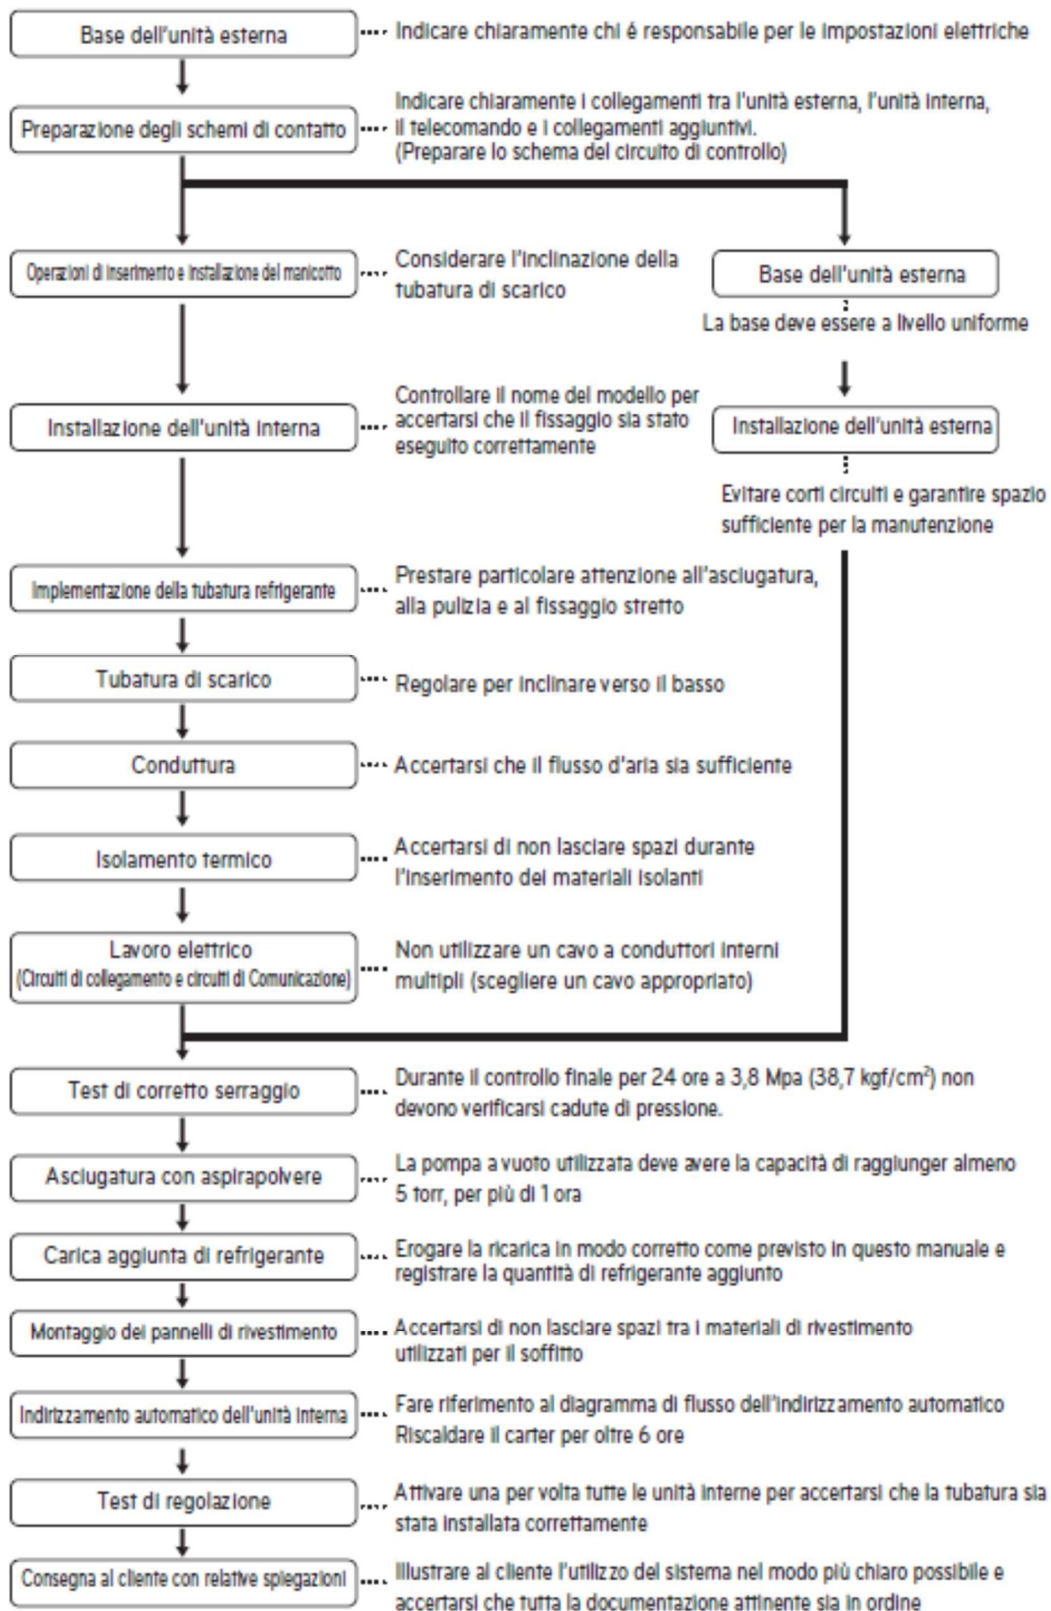 Base dell'unità esterna
Indicare chiaramente chi é responsabile per le impostazioni elettriche
Preparazione degli schemi di contatto
Indicare chiaramente i collegamenti tra l'unità esterna, l'unità interna,
il telecomando e i collegamenti aggiuntivi.
(Preparare lo schema del circuito di controllo)
Operazioni di inserimento e installazione del manicotto
Considerare l'inclinazione della
tubatura di scarico
Base dell'unità esterna
La base deve essere a livello uniforme
Installazione dell'unità interna
Controllare il nome del modello per
accertarsi che il fissaggio sia stato
eseguito correttamente
Installazione dell'unità esterna
Evitare corti circuiti e garantire spazio
sufficiente per la manutenzione
Implementazione della tubatura refrigerante
Prestare particolare attenzione all'asciugatura,
alla pulizia e al fissaggio stretto
Tubatura di scarico
Regolare per inclinare verso il basso
Conduttura
Accertarsi che il flusso d'aria sia sufficiente
Isolamento termico
Accertarsi di non lasciare spazi durante
l'inserimento dei materiali isolanti
Lavoro elettrico
(Circuiti di collegamento e circuiti di Comunicazione)
Non utilizzare un cavo a conduttori interni
multipli (scegliere un cavo appropriato)
Test di corretto serraggio
Durante il controllo finale per 24 ore a 3,8 Mpa (38,7 kgf/cm²) non
devono verificarsi cadute di pressione.
Asciugatura con aspirapolvere
La pompa a vuoto utilizzata deve avere la capacità di raggiunger almeno
5 torr, per più di 1 ora
Carica aggiunta di refrigerante
Erogare la ricarica in modo corretto come previsto in questo manuale e
registrare la quantità di refrigerante aggiunto
Montaggio dei pannelli di rivestimento
Accertarsi di non lasciare spazi tra i materiali di rivestimento
utilizzati per il soffitto
Indirizzamento automatico dell'unità interna
Fare riferimento al diagramma di flusso dell'indirizzamento automatico
Riscaldare il carter per oltre 6 ore
Test di regolazione
Attivare una per volta tutte le unità interne per accertarsi che la tubatura sia
stata installata correttamente
Consegna al cliente con relative spiegazioni
Illustrare al cliente l'utilizzo del sistema nel modo più chiaro possibile e
accertarsi che tutta la documentazione attinente sia in ordine